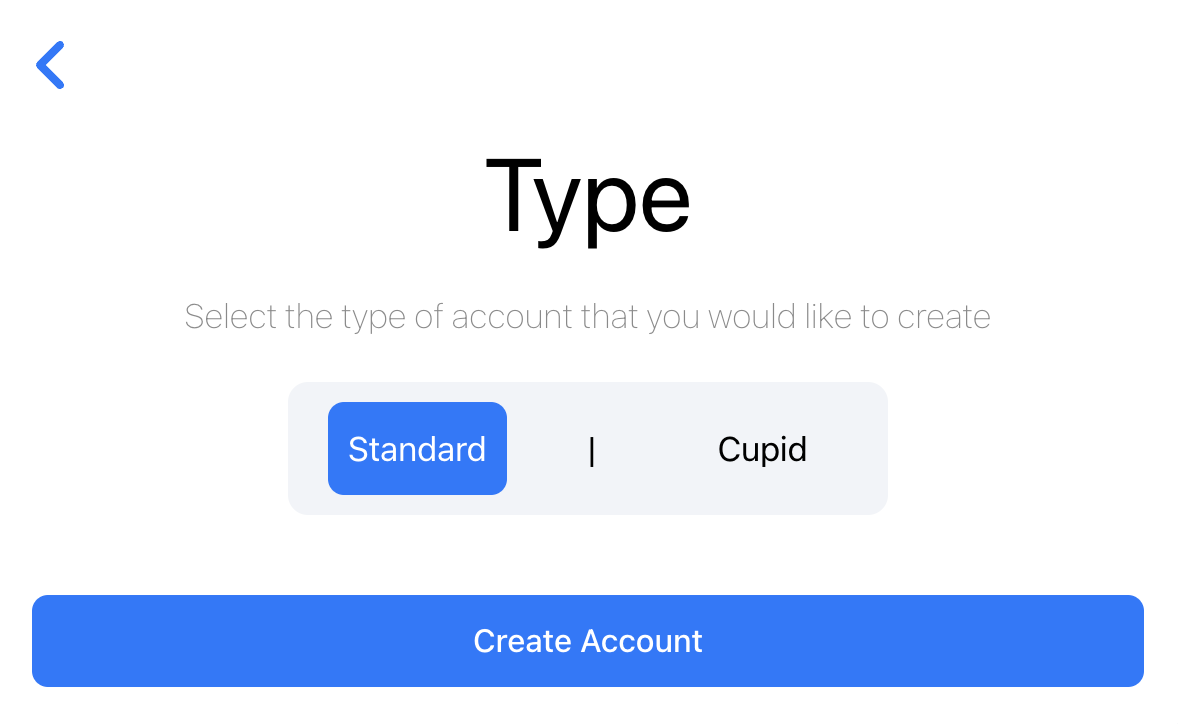 Type
Select the type of account that you would like to create
Standard | Cupid
Create Account